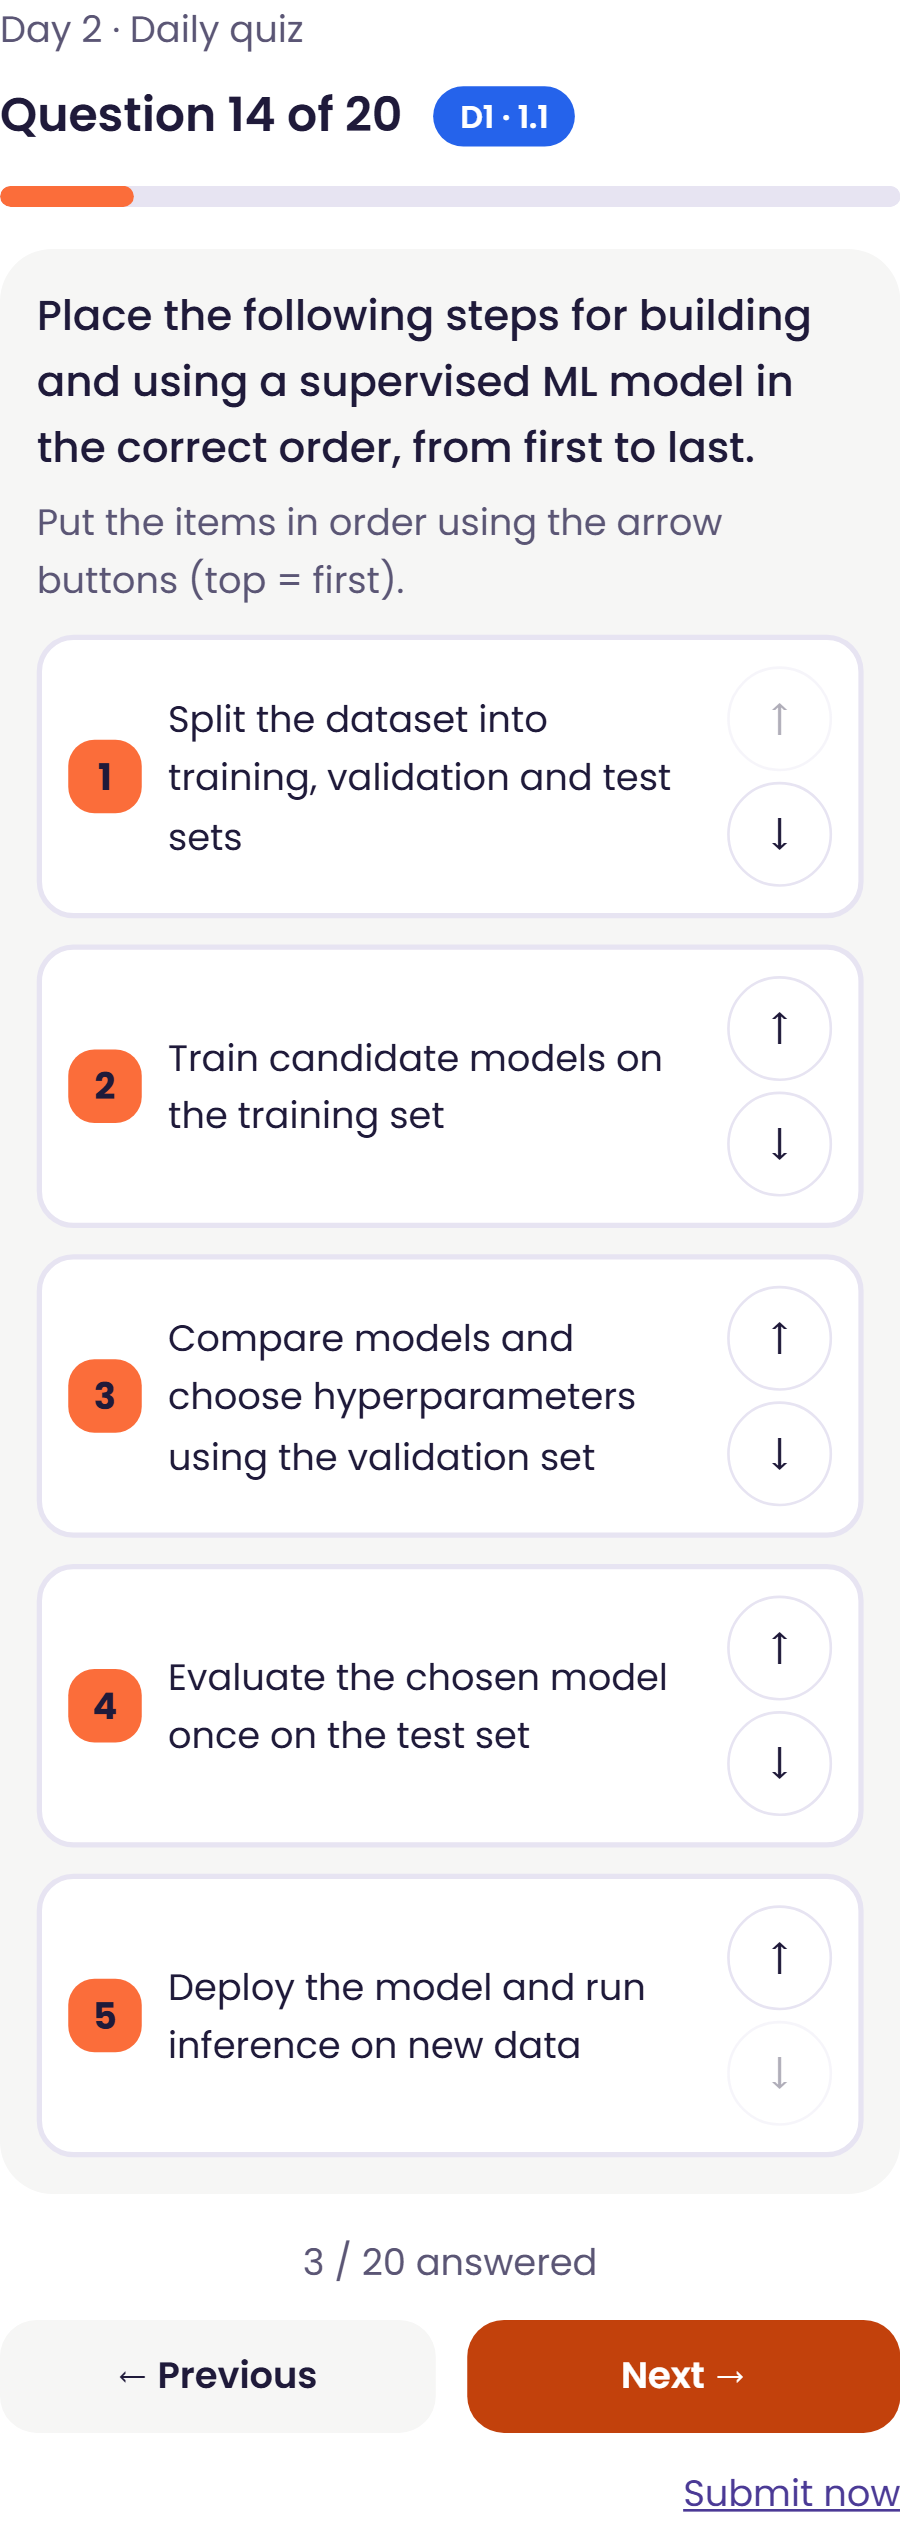 Day 2 · Daily quiz
Question 14 of 20
D1 · 1.1
Place the following steps for building
and using a supervised ML model in
the correct order, from first to last.
Put the items in order using the arrow
buttons (top = first).
1
Split the dataset into
training, validation and test
sets
↑
↓
2
Train candidate models on
the training set
↑
↓
3
Compare models and
choose hyperparameters
using the validation set
↑
↓
4
Evaluate the chosen model
once on the test set
↑
↓
5
Deploy the model and run
inference on new data
↑
↓
3 / 20 answered
← Previous
Next →
Submit now